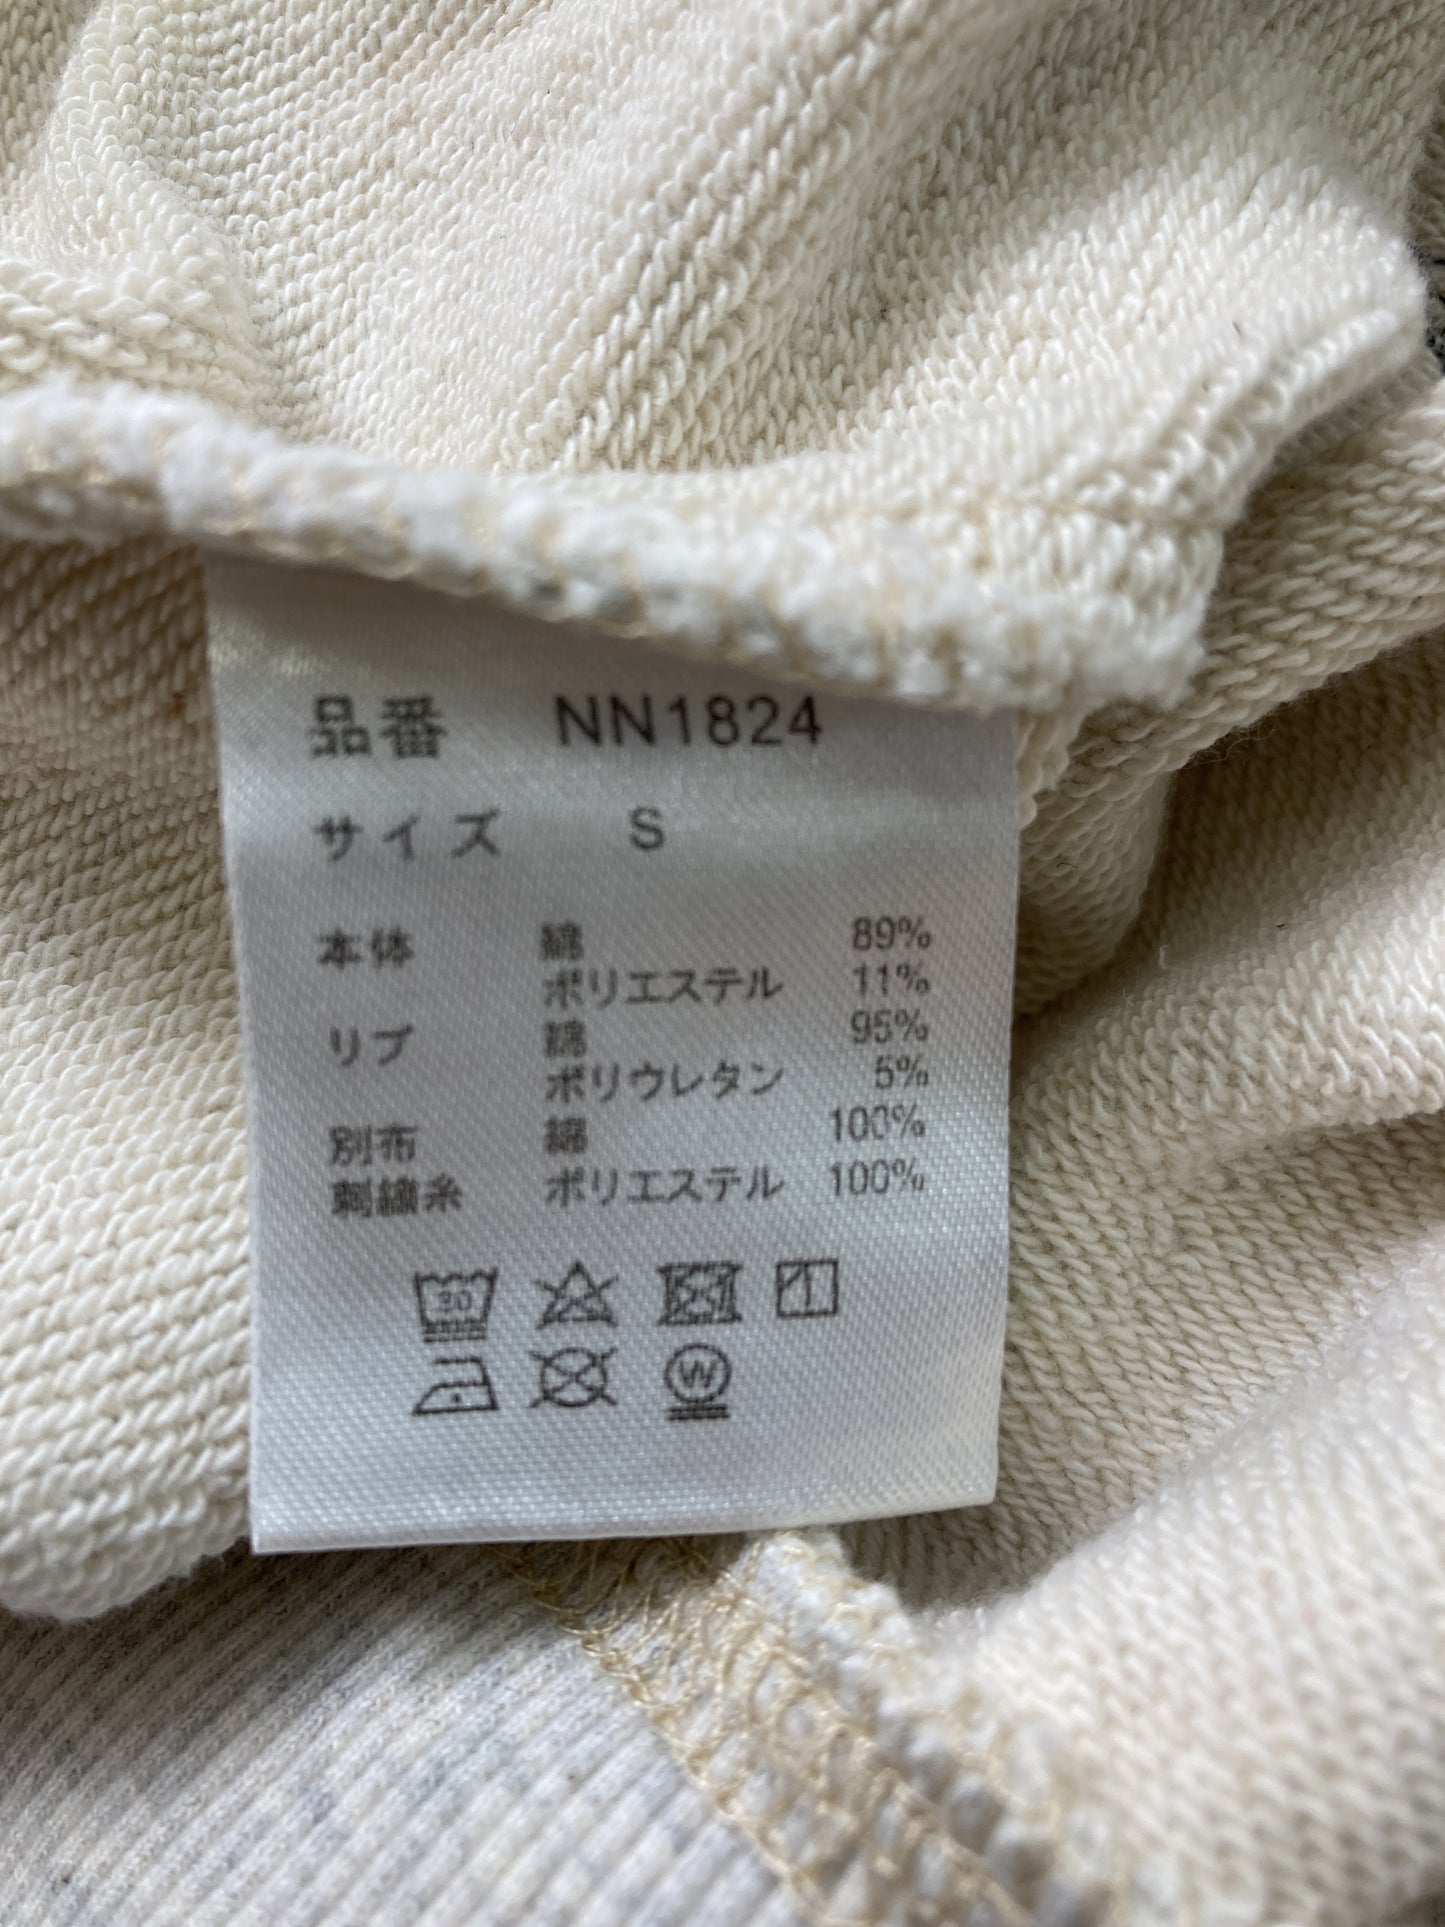 品番 NN1824
サイズ S
本体 綿 89%
ポリエステル 11%
リブ 綿 95%
ポリウレタン 5%
別布 綿 100%
刺繍糸 ポリエステル 100%
30
W